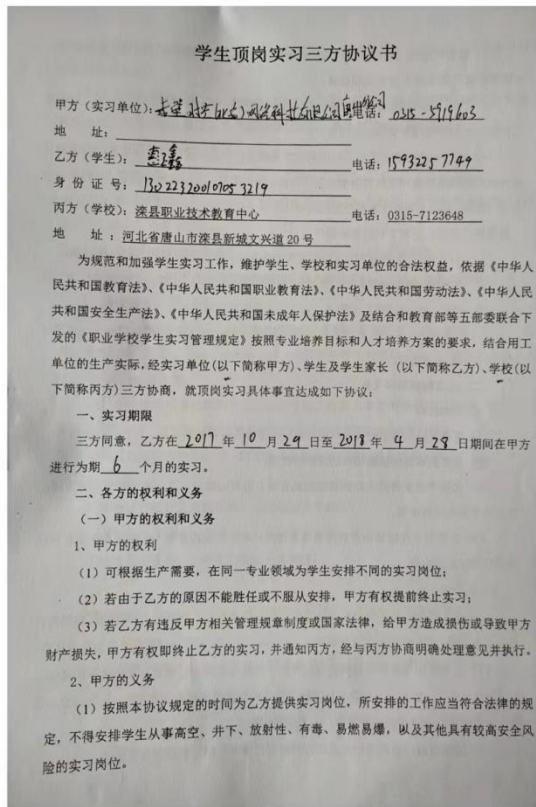 学生顶岗实习三方协议书
甲方（实习单位）： 网络科技有限公司 电话：0315-5919603
地 址：
乙方（学生）： 鑫 电话：15932257749
身份证号：130223200107053219
丙方（学校）：滦县职业技术教育中心 电话：0315-7123648
地 址：河北省唐山市滦县新城文兴道 20 号
为规范和加强学生实习工作，维护学生、学校和实习单位的合法权益，依据《中华人
民共和国教育法》、《中华人民共和国职业教育法》、《中华人民共和国劳动法》、《中华人民
共和国安全生产法》、《中华人民共和国未成年人保护法》及结合和教育部等五部委联合下
发的《职业学校学生实习管理规定》按照专业培养目标和人才培养方案的要求，结合用工
单位的生产实际，经实习单位(以下简称甲方)、学生及学生家长（以下简称乙方）、学校(以
下简称丙方)三方协商，就顶岗实习具体事宜达成如下协议：
一、实习期限
三方同意，乙方在 2017 年 10 月 29 日至 2018 年 4 月 28 日期间在甲方
进行为期 6 个月的实习。
二、各方的权利和义务
（一）甲方的权利和义务
1、甲方的权利
（1）可根据生产需要，在同一专业领域为学生安排不同的实习岗位；
（2）若由于乙方的原因不能胜任或不服从安排，甲方有权提前终止实习；
（3）若乙方有违反甲方相关管理规章制度或国家法律，给甲方造成损伤或导致甲方
财产损失，甲方有权即终止乙方的实习，并通知丙方，经与丙方协商明确处理意见并执行。
2、甲方的义务
（1）按照本协议规定的时间为乙方提供实习岗位，所安排的工作应当符合法律的规
定，不得安排学生从事高空、井下、放射性、有毒、易燃易爆，以及其他具有较高安全风
险的实习岗位。